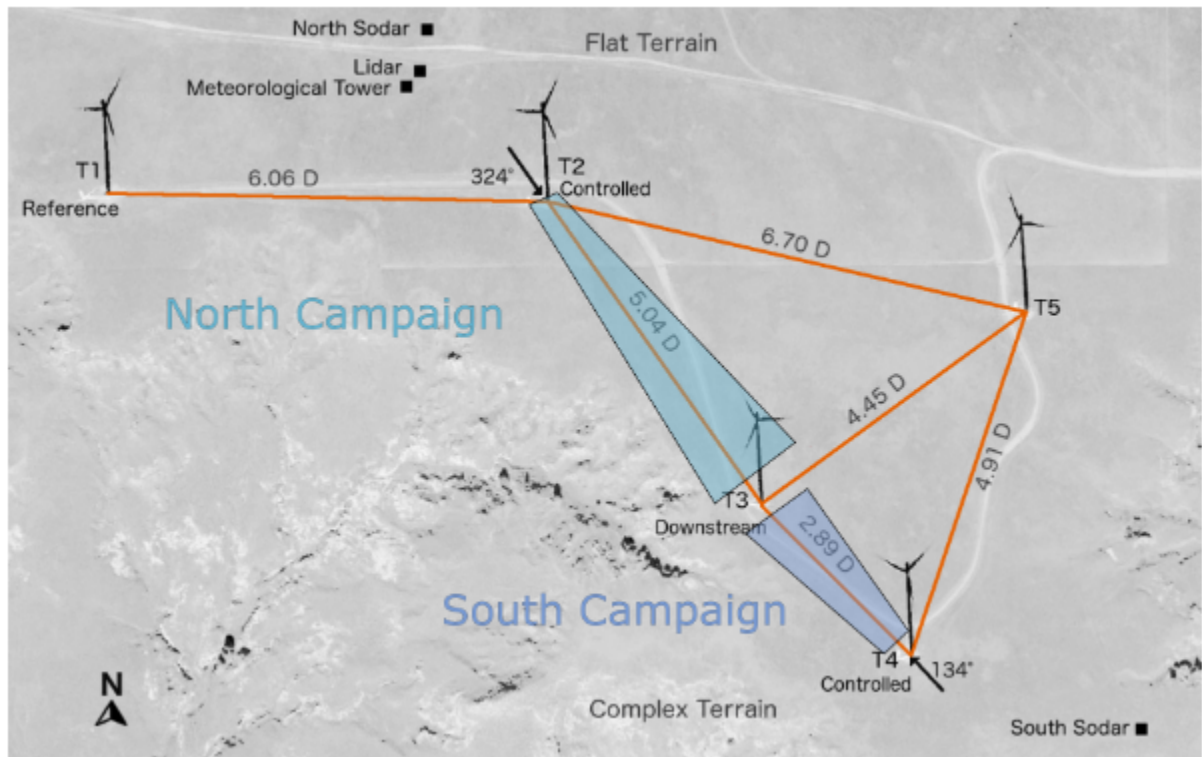 North Sodar
Flat Terrain
Lidar
Meteorological Tower
T1
T2
324°
Controlled
6.06 D
Reference
6.70 D
T5
North Campaign
5.04 D
4.45 D
4.91 D
T3
Downstream
2.89 D
South Campaign
T4
134°
Controlled
N
Complex Terrain
South Sodar